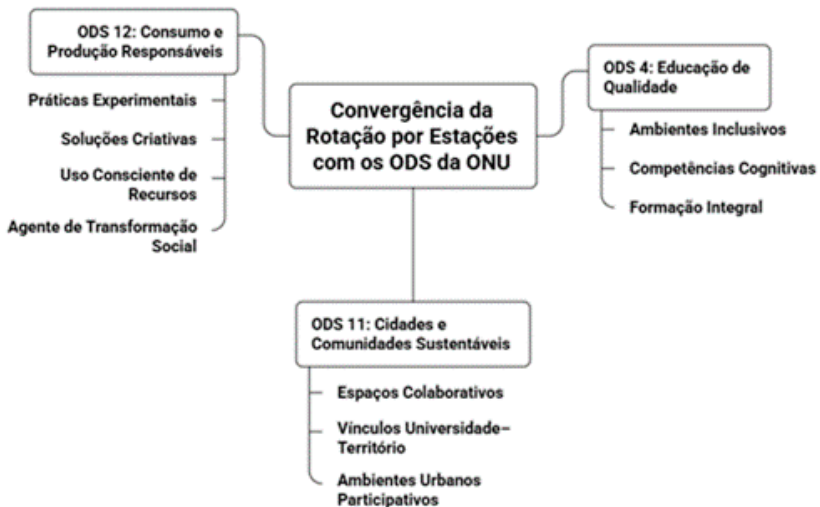 ODS 12: Consumo e
Produção Responsáveis
Práticas Experimentais
Soluções Criativas
Uso Consciente de
Recursos
Agente de Transformação
Social
Convergência da
Rotação por Estações
com os ODS da ONU
ODS 4: Educação de
Qualidade
Ambientes Inclusivos
Competências Cognitivas
Formação Integral
ODS 11: Cidades e
Comunidades Sustentáveis
Espaços Colaborativos
Vínculos Universidade–
Território
Ambientes Urbanos
Participativos